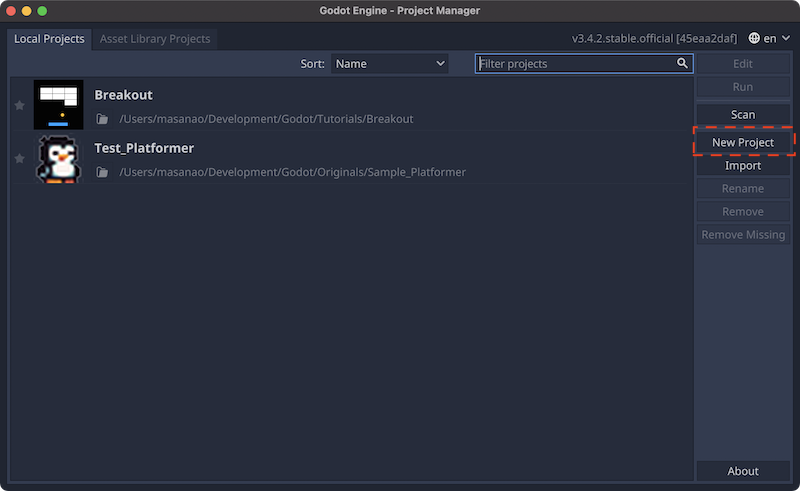 Godot Engine - Project Manager
Local Projects Asset Library Projects v3.4.2.stable.official [45eaa2daf] en
Sort: Name Filter projects Edit
Run
Breakout
/Users/masanao/Development/Godot/Tutorials/Breakout
Scan
New Project
Test_Platformer
/Users/masanao/Development/Godot/Originals/Sample_Platformer
Import
Rename
Remove
Remove Missing
About